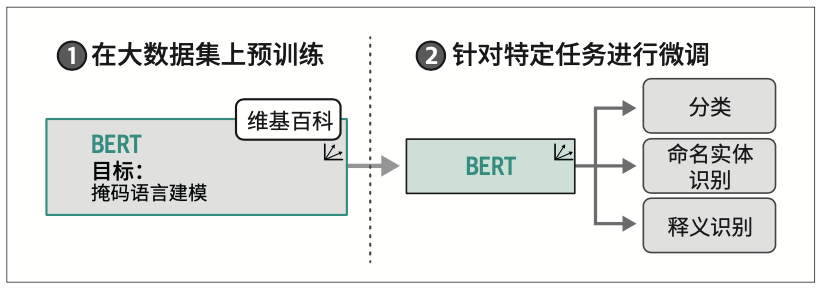 1 在大数据集上预训练
维基百科
BERT
目标：
掩码语言建模
2 针对特定任务进行微调
BERT
分类
命名实体
识别
释义识别